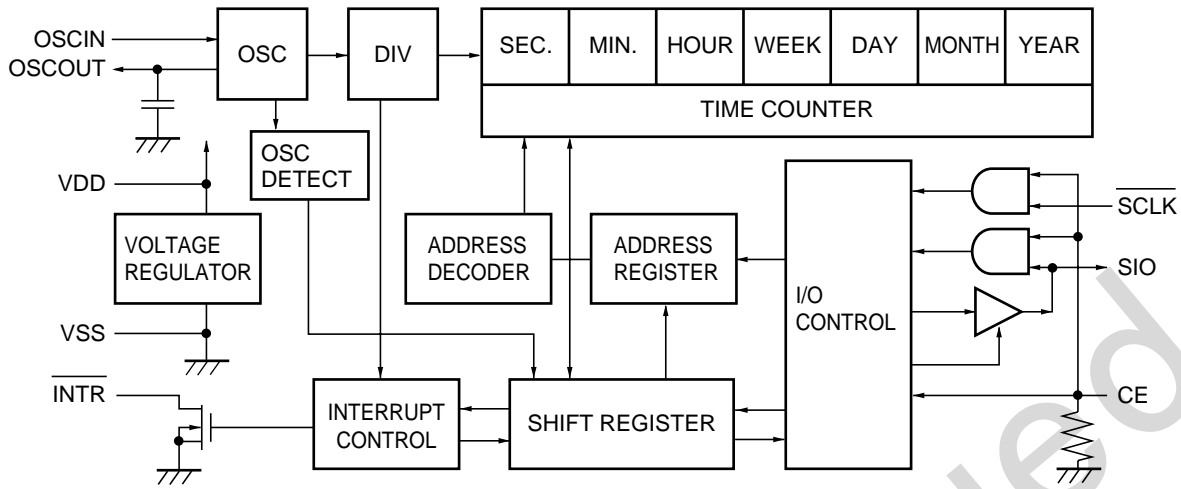 OSCIN
OSCOUT
OSC
DIV
SEC.
MIN.
HOUR
WEEK
DAY
MONTH
YEAR
TIME COUNTER
OSC
DETECT
VDD
VOLTAGE
REGULATOR
VSS
ADDRESS
DECODER
ADDRESS
REGISTER
I/O
CONTROL
SCLK
SIO
CE
INTR
INTERRUPT
CONTROL
SHIFT REGISTER